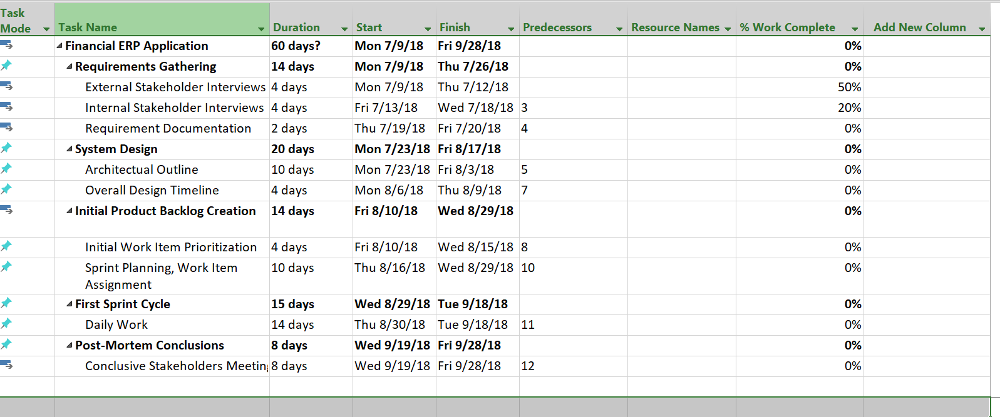 Task Mode Task Name Duration Start Finish Predecessors Resource Names % Work Complete Add New Column
Financial ERP Application 60 days? Mon 7/9/18 Fri 9/28/18 0%
Requirements Gathering 14 days Mon 7/9/18 Thu 7/26/18 0%
External Stakeholder Interviews 4 days Mon 7/9/18 Thu 7/12/18 50%
Internal Stakeholder Interviews 4 days Fri 7/13/18 Wed 7/18/18 3 20%
Requirement Documentation 2 days Thu 7/19/18 Fri 7/20/18 4 0%
System Design 20 days Mon 7/23/18 Fri 8/17/18 0%
Architectual Outline 10 days Mon 7/23/18 Fri 8/3/18 5 0%
Overall Design Timeline 4 days Mon 8/6/18 Thu 8/9/18 7 0%
Initial Product Backlog Creation 14 days Fri 8/10/18 Wed 8/29/18 0%
Initial Work Item Prioritization 4 days Fri 8/10/18 Wed 8/15/18 8 0%
Sprint Planning, Work Item 10 days Thu 8/16/18 Wed 8/29/18 10 0%
Assignment
First Sprint Cycle 15 days Wed 8/29/18 Tue 9/18/18 0%
Daily Work 14 days Thu 8/30/18 Tue 9/18/18 11 0%
Post-Mortem Conclusions 8 days Wed 9/19/18 Fri 9/28/18 0%
Conclusive Stakeholders Meeting 8 days Wed 9/19/18 Fri 9/28/18 12 0%